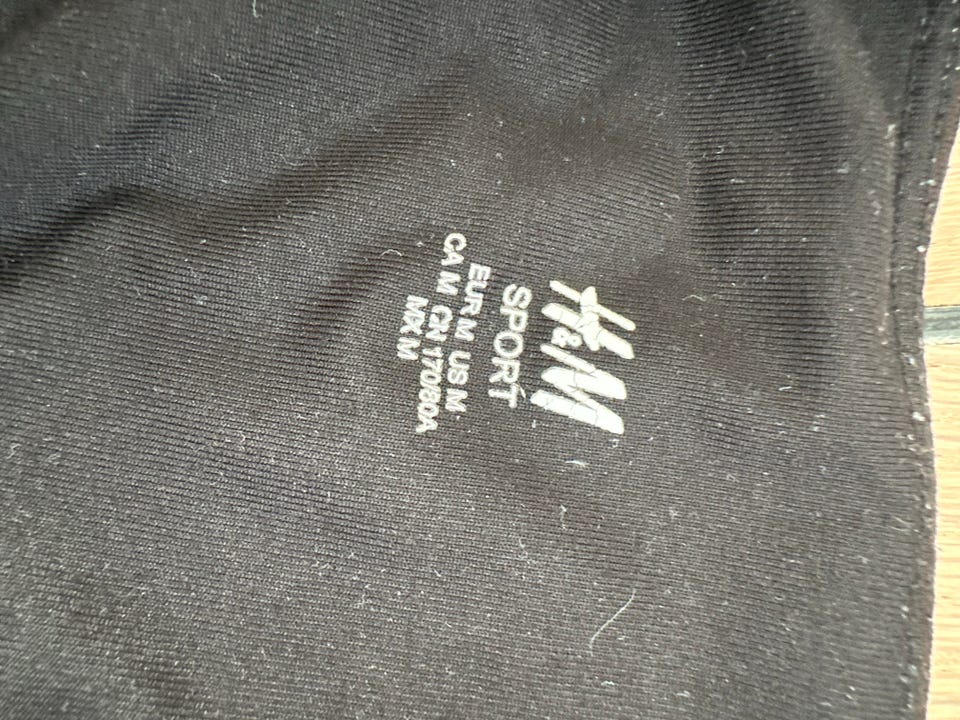 H&M
SPORT
EUR M US M
CA M CN 170/80A
MX M